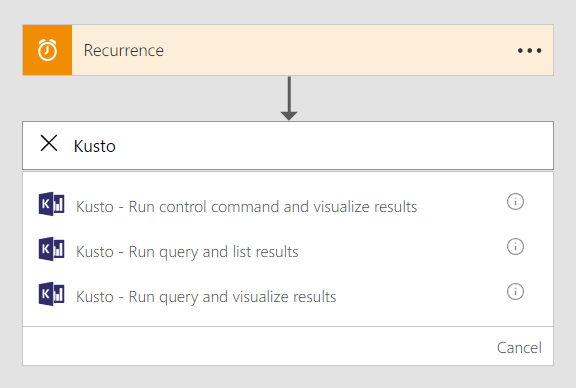 Recurrence
Kusto
Kusto - Run control command and visualize results
Kusto - Run query and list results
Kusto - Run query and visualize results
Cancel